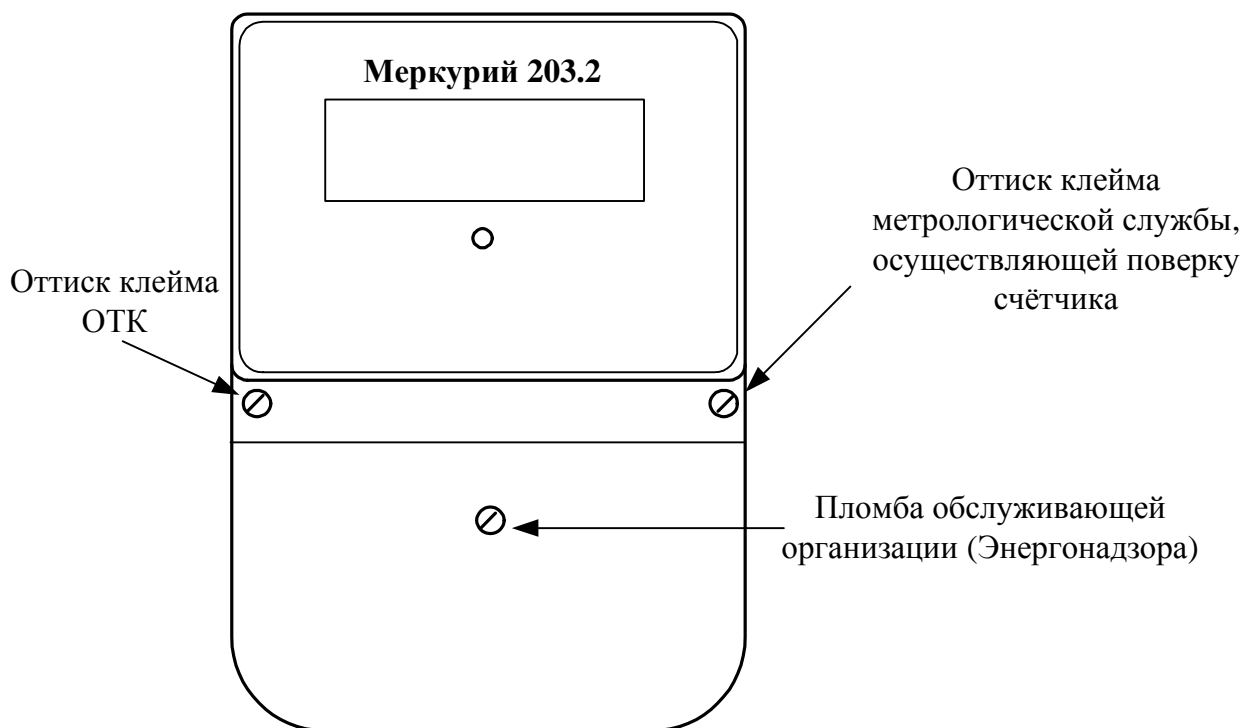 Меркурий 203.2
Оттиск клейма
метрологической службы,
осуществляющей поверку
счётчика
Оттиск клейма
ОТК
Пломба обслуживающей
организации (Энергонадзора)